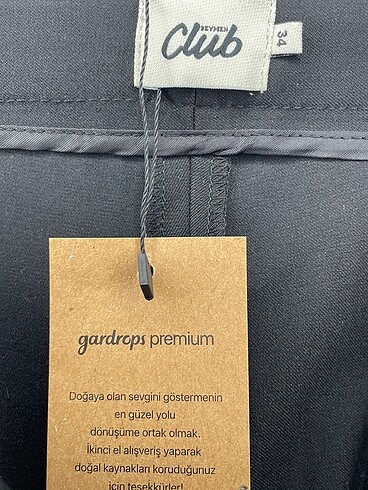 BEYMEN
Club
34
gardrops premium
Doğaya olan sevgini göstermenin
en güzel yolu
dönüşüme ortak olmak.
İkinci el alışveriş yaparak
doğal kaynakları koruduğunuz
için teşekkürler!